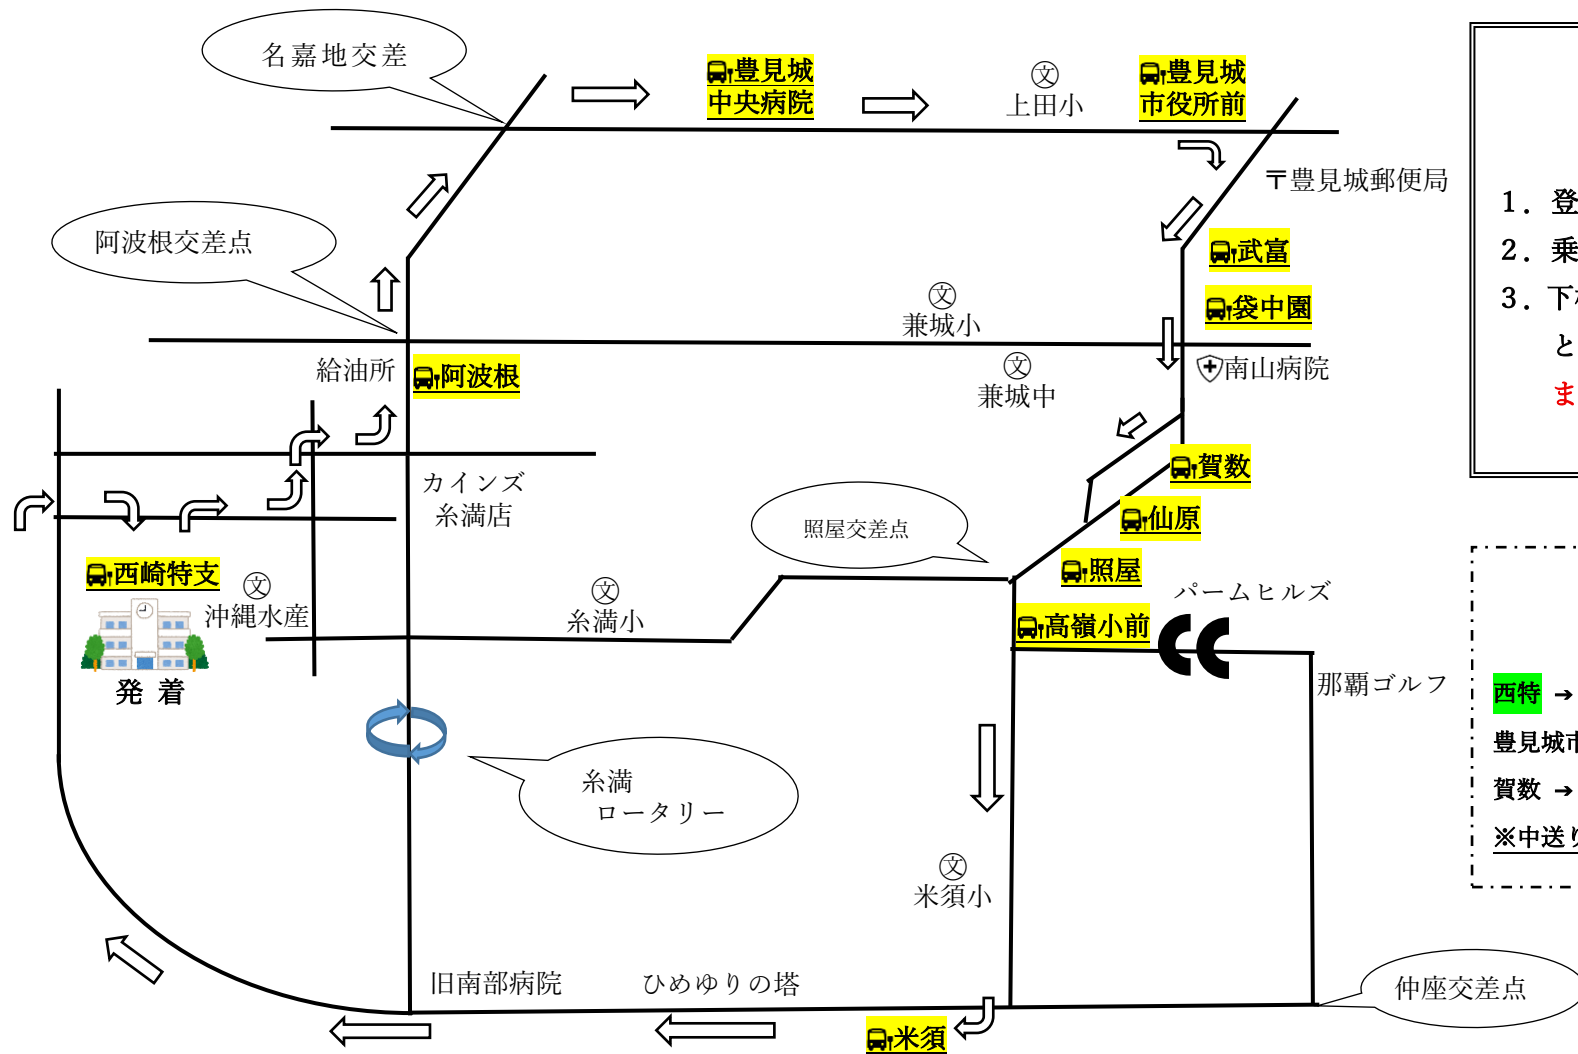 名嘉地交差
豊見城
中央病院
文
上田小
豊見城
市役所前
〒豊見城郵便局
阿波根交差点
武富
袋中園
文
兼城小
給油所
阿波根
文
兼城中
南山病院
カインズ
糸満店
賀数
仙原
照屋交差点
照屋
西崎特支
文
沖縄水産
文
糸満小
パームヒルズ
高嶺小前
発 着
那覇ゴルフ
糸満
ロータリー
文
米須小
旧南部病院
ひめゆりの塔
米須
仲座交差点
1．登
2．乗
3．下
と
ま
西特 →
豊見城市
賀数 →
※中送り